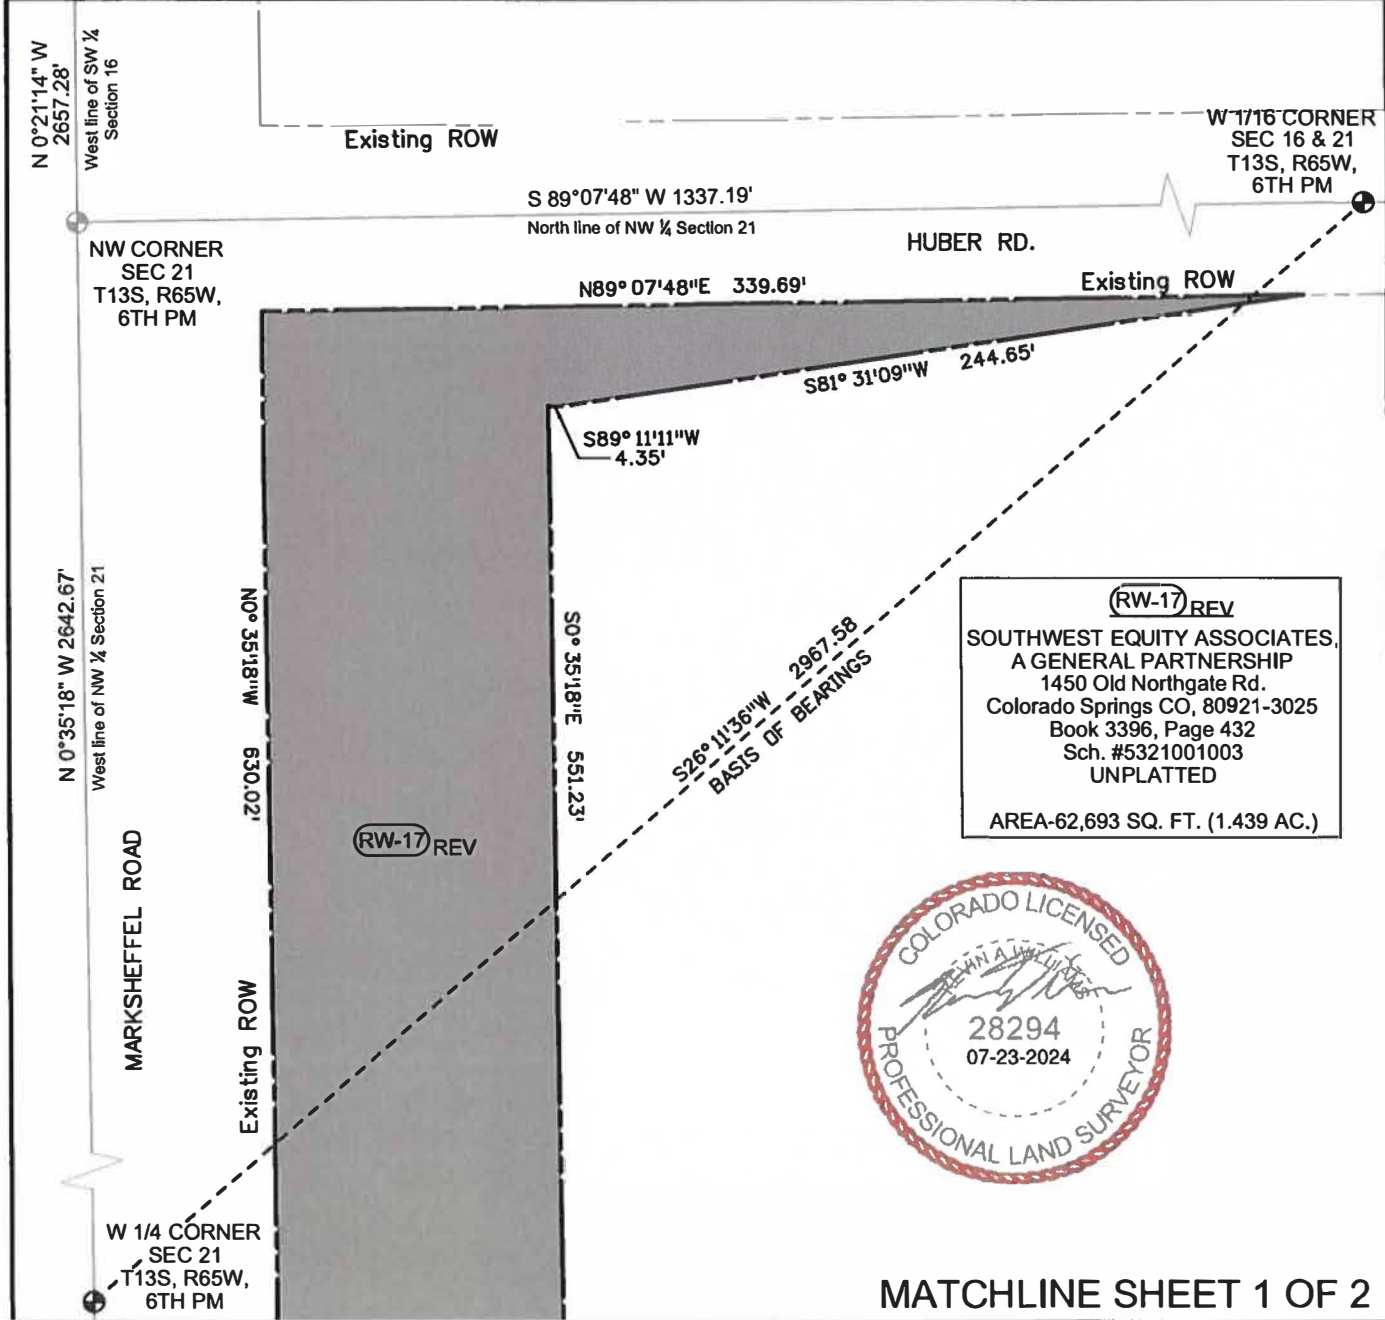 N 0°21'14" W
2657.28'
West line of SW ¼
Section 16
Existing ROW
W 1/16 CORNER
SEC 16 & 21
T13S, R65W,
6TH PM
S 89°07'48" W 1337.19'
North line of NW ¼ Section 21
NW CORNER
SEC 21
T13S, R65W,
6TH PM
HUBER RD.
N89° 07'48"E 339.69'
Existing ROW
S81° 31'09"W 244.65'
S89° 11'11"W
4.35'
N 0°35'18" W 2642.67'
West line of NW ¼ Section 21
N0° 35'18"W 630.02'
S0° 35'18"E 551.23'
S26° 11'36"W 2967.58
BASIS OF BEARINGS
RW-17 REV
SOUTHWEST EQUITY ASSOCIATES,
A GENERAL PARTNERSHIP
1450 Old Northgate Rd.
Colorado Springs CO, 80921-3025
Book 3396, Page 432
Sch. #5321001003
UNPLATTED
AREA-62,693 SQ. FT. (1.439 AC.)
RW-17 REV
MARKSHEFFEL ROAD
Existing ROW
COLORADO LICENSED
KEVIN A WILLIAMS
28294
07-23-2024
PROFESSIONAL LAND SURVEYOR
W 1/4 CORNER
SEC 21
T13S, R65W,
6TH PM
MATCHLINE SHEET 1 OF 2